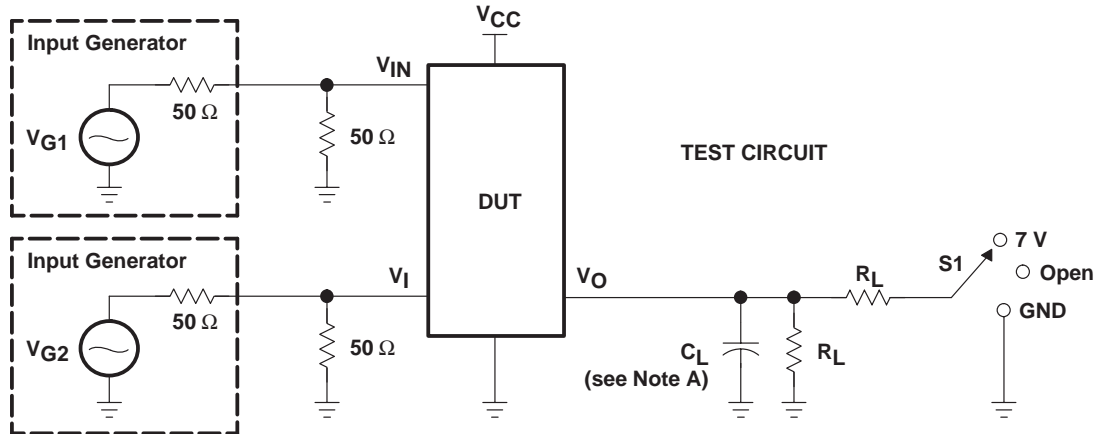 VCC
Input Generator
VIN
50 Ω
VG1
50 Ω
TEST CIRCUIT
DUT
Input Generator
VI
VO
50 Ω
VG2
50 Ω
CL
(see Note A)
RL
RL
S1
7 V
Open
GND